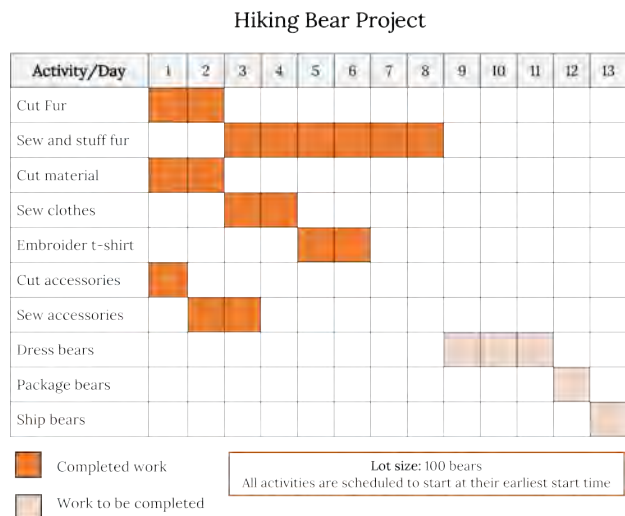 Hiking Bear Project
Activity/Day 1 2 3 4 5 6 7 8 9 10 11 12 13
Cut Fur
Sew and stuff fur
Cut material
Sew clothes
Embroider t-shirt
Cut accessories
Sew accessories
Dress bears
Package bears
Ship bears
Completed work
Work to be completed
Lot size: 100 bears
All activities are scheduled to start at their earliest start time